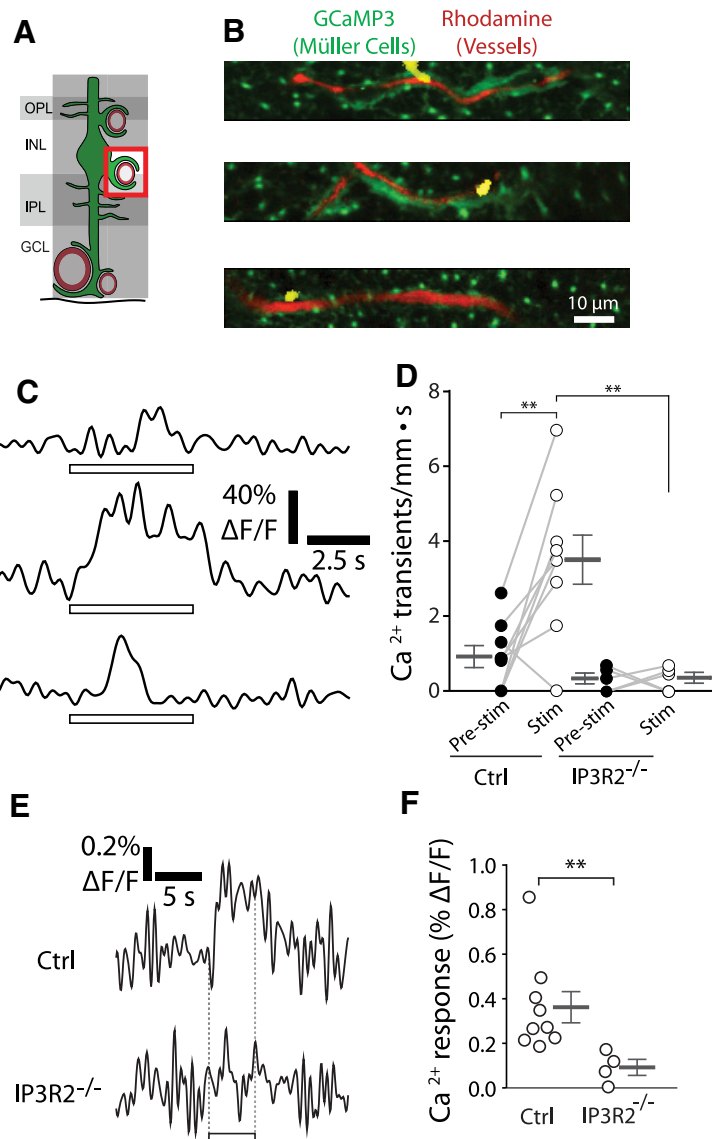 A
OPL
INL
IPL
GCL
B
GCaMP3 (Müller Cells)
Rhodamine (Vessels)
10 µm
C
40% ΔF/F
2.5 s
D
Ca 2+ transients/mm • s
8
6
4
2
0
**
**
Pre-stim
Stim
Pre-stim
Stim
Ctrl
IP3R2-/-
E
0.2% ΔF/F
5 s
Ctrl
IP3R2-/-
F
Ca 2+ response (% ΔF/F)
1.0
0.8
0.6
0.4
0.2
0.0
**
Ctrl
IP3R2-/-